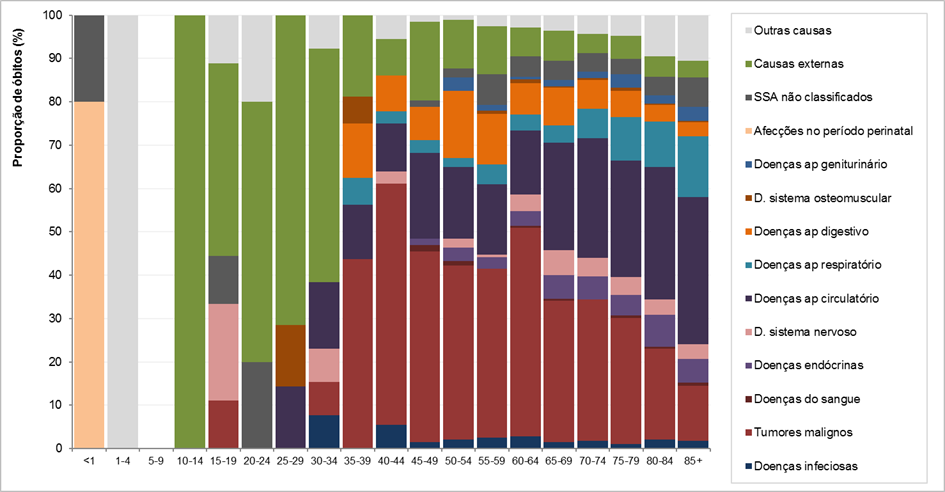 Proporção de óbitos (%)
100
90
80
70
60
50
40
30
20
10
0
<1 1-4 5-9 10-14 15-19 20-24 25-29 30-34 35-39 40-44 45-49 50-54 55-59 60-64 65-69 70-74 75-79 80-84 85+
Outras causas
Causas externas
SSA não classificados
Afecções no período perinatal
Doenças ap geniturinário
D. sistema osteomuscular
Doenças ap digestivo
Doenças ap respiratório
Doenças ap circulatório
D. sistema nervoso
Doenças endócrinas
Doenças do sangue
Tumores malignos
Doenças infeciosas